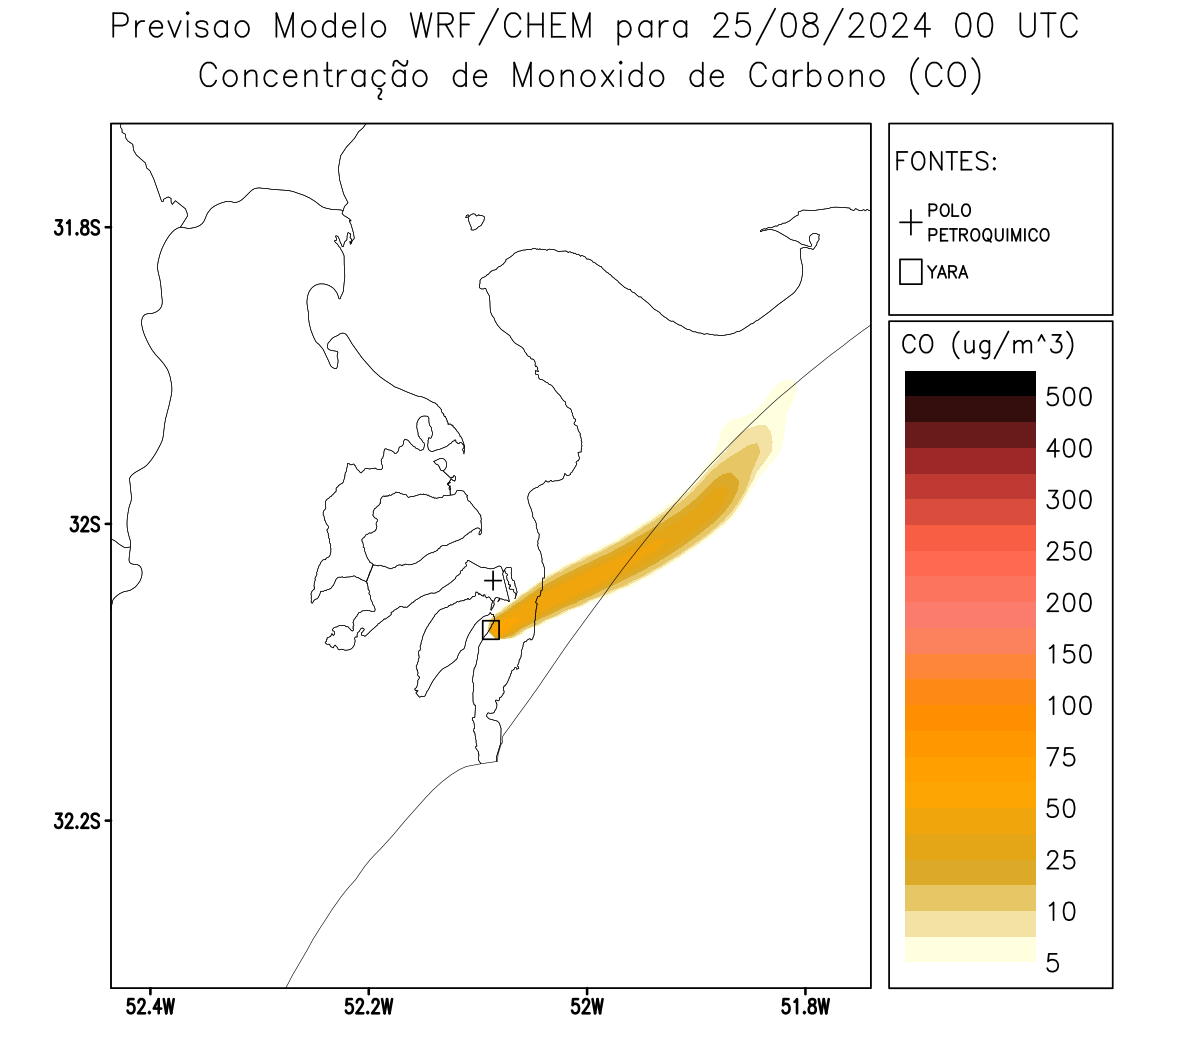 Previsao Modelo WRF/CHEM para 25/08/2024 00 UTC
Concentração de Monoxido de Carbono (CO)
FONTES:
POLO
PETROQUIMICO
YARA
CO (ug/m^3)
500
400
300
250
200
150
100
75
50
25
10
5
31.8S
32S
32.2S
52.4W
52.2W
52W
51.8W